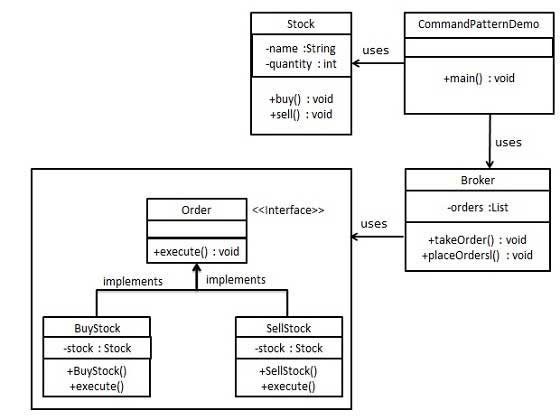 Stock
-name :String
-quantity : int
+buy() : void
+sell() : void
uses
CommandPatternDemo
+main() : void
uses
Broker
-orders :List
+takeOrder() : void
+placeOrdersl() : void
uses
Order
<<Interface>>
+execute() : void
implements
implements
BuyStock
-stock : Stock
+BuyStock()
+execute()
SellStock
-stock : Stock
+SellStock()
+execute()